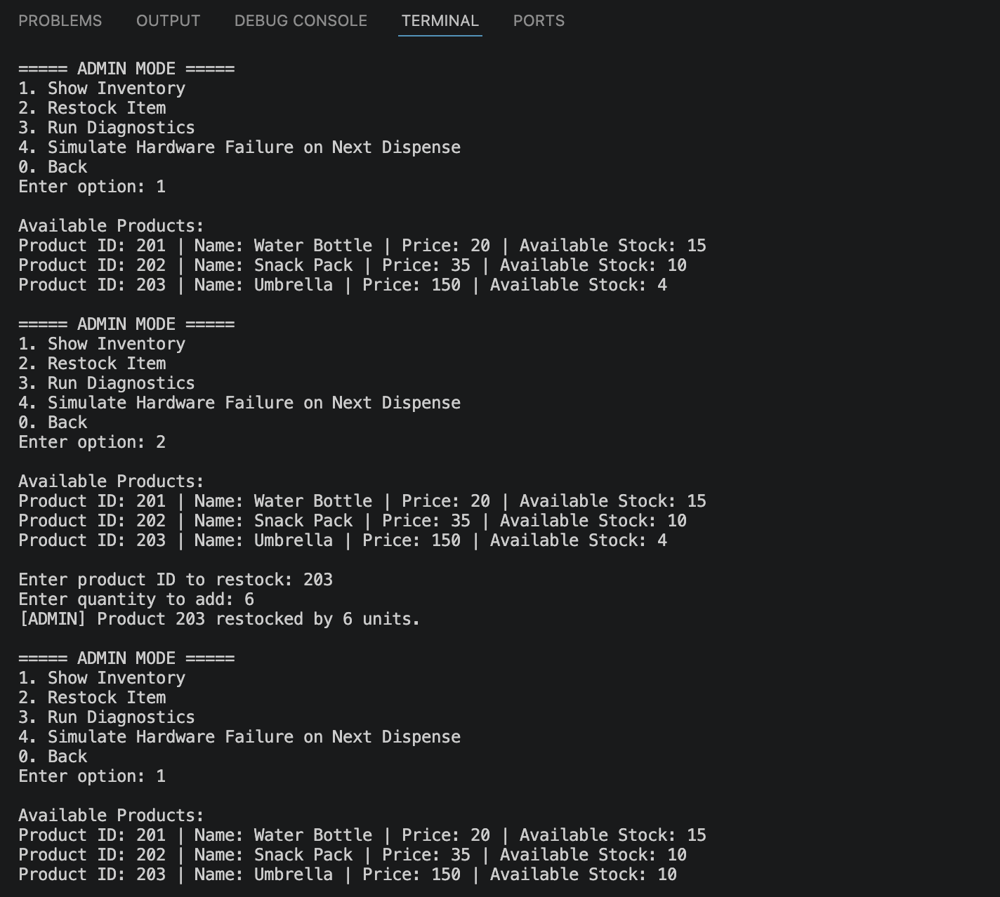 PROBLEMS OUTPUT DEBUG CONSOLE TERMINAL PORTS
===== ADMIN MODE =====
1. Show Inventory
2. Restock Item
3. Run Diagnostics
4. Simulate Hardware Failure on Next Dispense
0. Back
Enter option: 1
Available Products:
Product ID: 201 | Name: Water Bottle | Price: 20 | Available Stock: 15
Product ID: 202 | Name: Snack Pack | Price: 35 | Available Stock: 10
Product ID: 203 | Name: Umbrella | Price: 150 | Available Stock: 4
===== ADMIN MODE =====
1. Show Inventory
2. Restock Item
3. Run Diagnostics
4. Simulate Hardware Failure on Next Dispense
0. Back
Enter option: 2
Available Products:
Product ID: 201 | Name: Water Bottle | Price: 20 | Available Stock: 15
Product ID: 202 | Name: Snack Pack | Price: 35 | Available Stock: 10
Product ID: 203 | Name: Umbrella | Price: 150 | Available Stock: 4
Enter product ID to restock: 203
Enter quantity to add: 6
[ADMIN] Product 203 restocked by 6 units.
===== ADMIN MODE =====
1. Show Inventory
2. Restock Item
3. Run Diagnostics
4. Simulate Hardware Failure on Next Dispense
0. Back
Enter option: 1
Available Products:
Product ID: 201 | Name: Water Bottle | Price: 20 | Available Stock: 15
Product ID: 202 | Name: Snack Pack | Price: 35 | Available Stock: 10
Product ID: 203 | Name: Umbrella | Price: 150 | Available Stock: 10